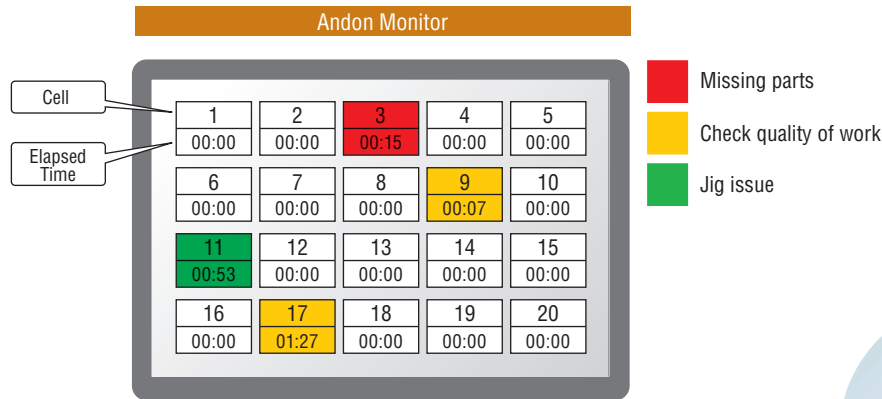 Andon Monitor
Cell
Elapsed
Time
1 2 3 4 5
00:00 00:00 00:15 00:00 00:00
6 7 8 9 10
00:00 00:00 00:00 00:07 00:00
11 12 13 14 15
00:53 00:00 00:00 00:00 00:00
16 17 18 19 20
00:00 01:27 00:00 00:00 00:00
Missing parts
Check quality of work
Jig issue